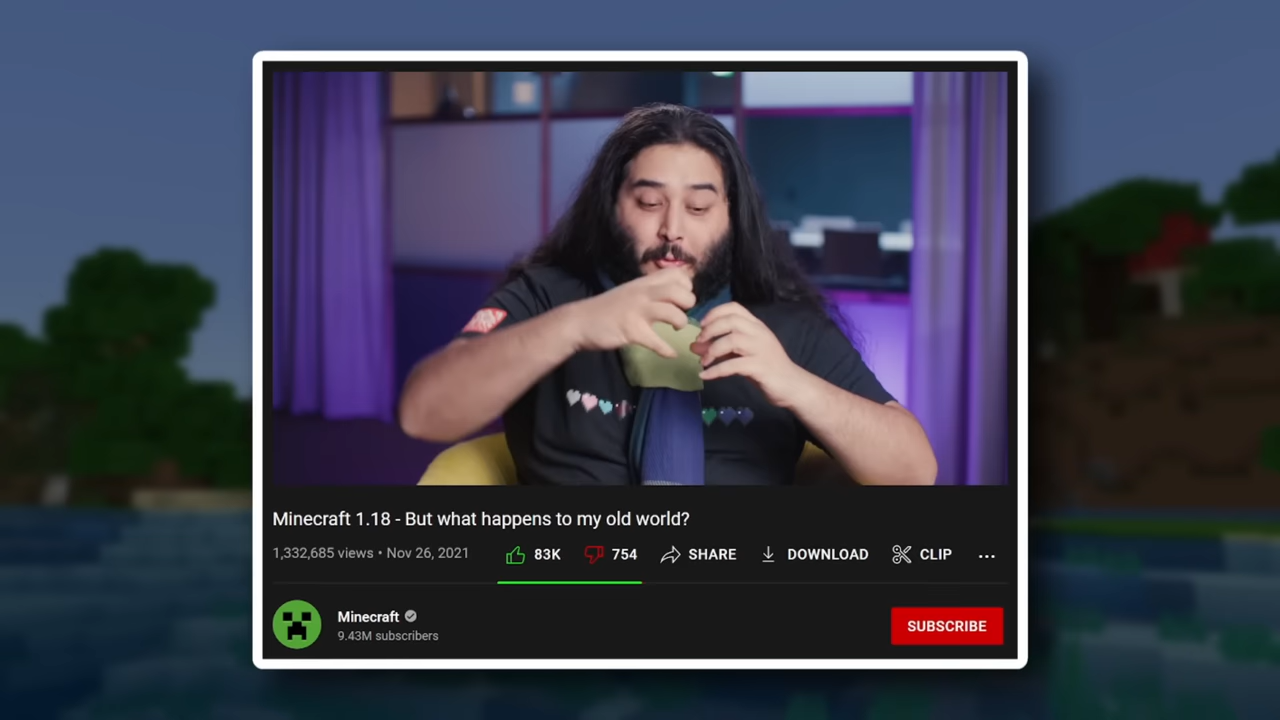 Minecraft 1.18 - But what happens to my old world?
1,332,685 views • Nov 26, 2021 83K 754 SHARE DOWNLOAD CLIP ...
Minecraft
9.43M subscribers
SUBSCRIBE